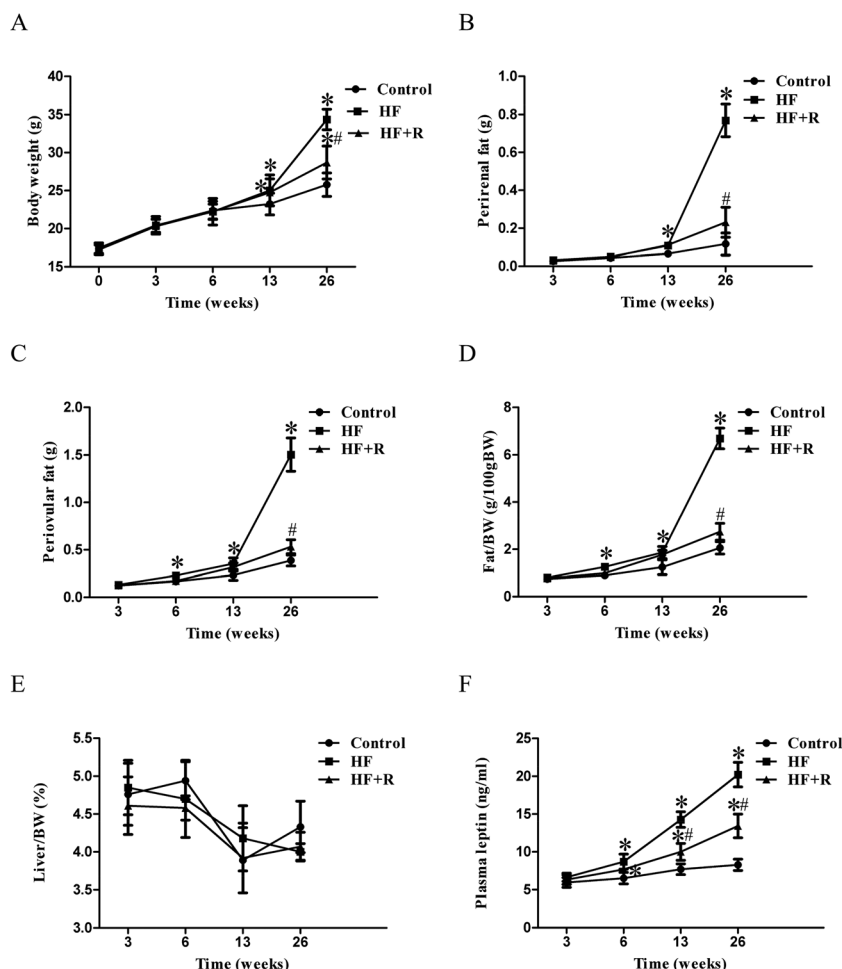 A
Body weight (g)
40
35
30
25
20
15
0
3
6
13
26
Time (weeks)
Control
HF
HF+R
*
*
*
*#
B
Perirenal fat (g)
1.0
0.8
0.6
0.4
0.2
0.0
3
6
13
26
Time (weeks)
Control
HF
HF+R
*
*
#
C
Periovular fat (g)
2.0
1.5
1.0
0.5
0.0
3
6
13
26
Time (weeks)
Control
HF
HF+R
*
*
*
#
D
Fat/BW (g/100gBW)
8
6
4
2
0
3
6
13
26
Time (weeks)
Control
HF
HF+R
*
*
*
#
E
Liver/BW (%)
5.5
5.0
4.5
4.0
3.5
3.0
3
6
13
26
Time (weeks)
Control
HF
HF+R
F
Plasma leptin (ng/ml)
25
20
15
10
5
0
3
6
13
26
Time (weeks)
Control
HF
HF+R
*
*
*
*
*#
*#